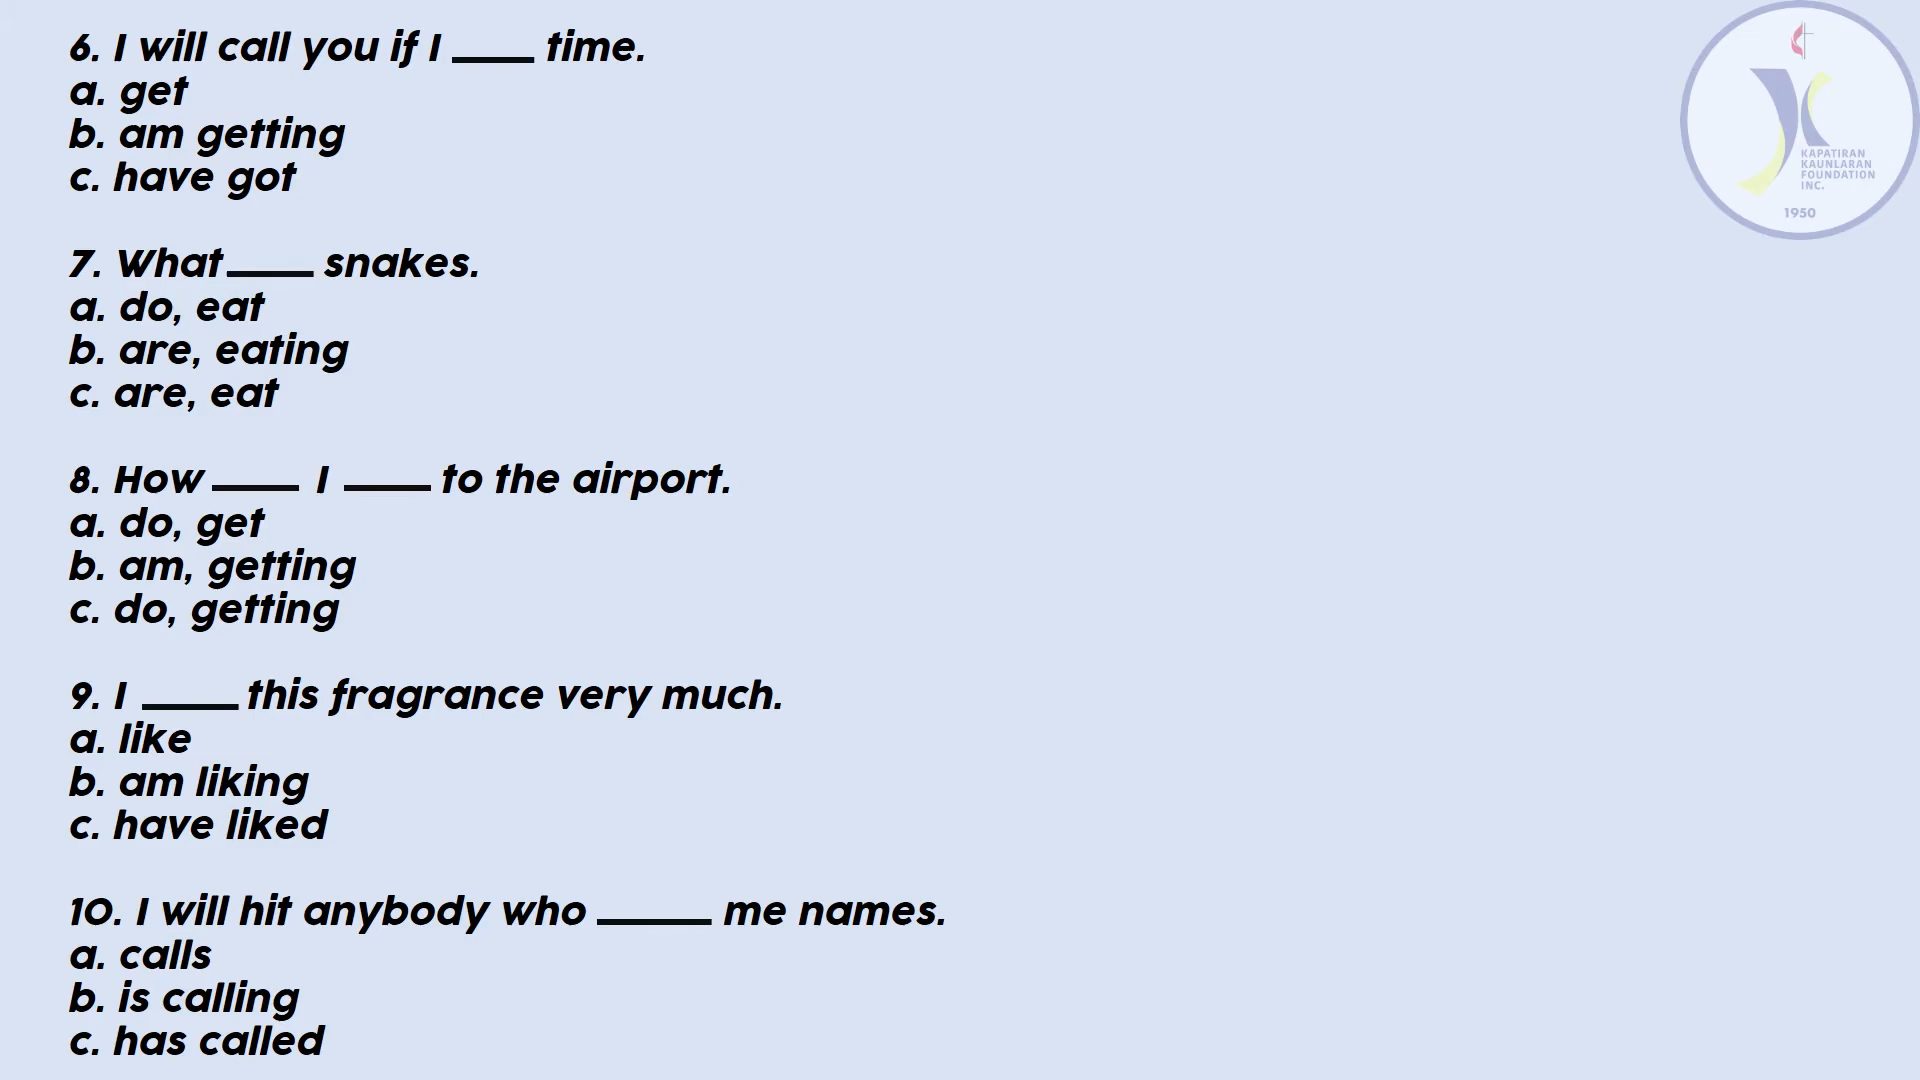 6. I will call you if I ____ time.
a. get
b. am getting
c. have got
7. What ____ snakes.
a. do, eat
b. are, eating
c. are, eat
8. How ____ I ____ to the airport.
a. do, get
b. am, getting
c. do, getting
9. I ____ this fragrance very much.
a. like
b. am liking
c. have liked
10. I will hit anybody who ____ me names.
a. calls
b. is calling
c. has called
KAPATIRAN
KAUNLARAN
FOUNDATION
INC.
1950